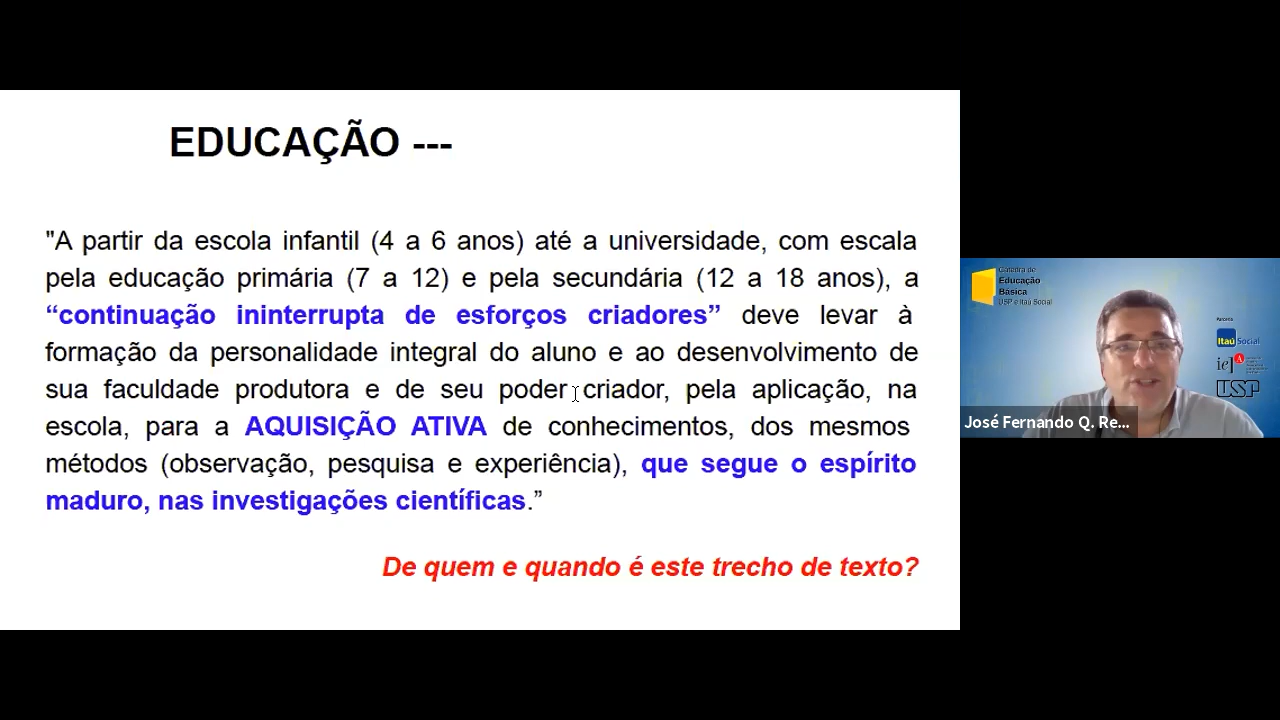 EDUCAÇÃO ---
"A partir da escola infantil (4 a 6 anos) até a universidade, com escala
pela educação primária (7 a 12) e pela secundária (12 a 18 anos), a
“continuação ininterrupta de esforços criadores” deve levar à
formação da personalidade integral do aluno e ao desenvolvimento de
sua faculdade produtora e de seu poder criador, pela aplicação, na
escola, para a AQUISIÇÃO ATIVA de conhecimentos, dos mesmos
métodos (observação, pesquisa e experiência), que segue o espírito
maduro, nas investigações científicas.”
De quem e quando é este trecho de texto?
Cátedra de
Educação
Básica
USP e Itaú Social
Itaú Social
USP
José Fernando Q. Re...